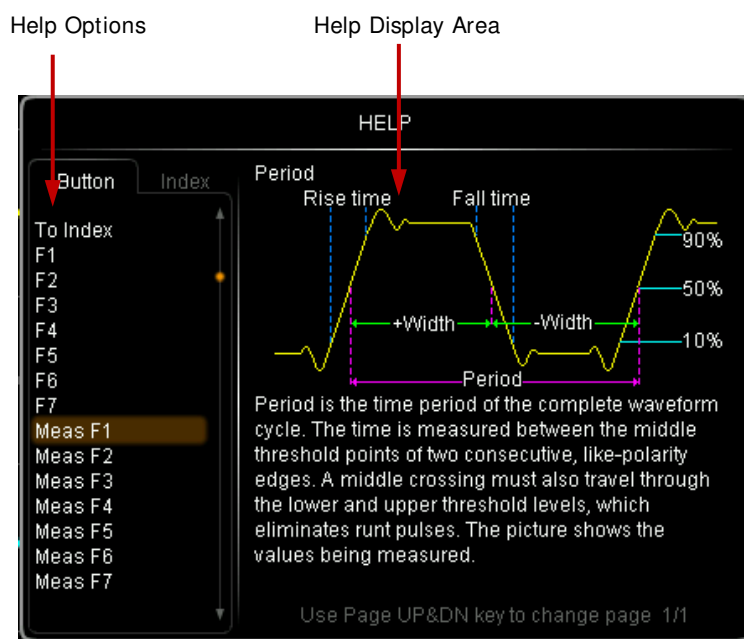 Help Options
Help Display Area
HELP
Button
Index
To Index
F1
F2
F3
F4
F5
F6
F7
Meas F1
Meas F2
Meas F3
Meas F4
Meas F5
Meas F6
Meas F7
Period
Rise time
Fall time
90%
50%
+Width
-Width
10%
Period
Period is the time period of the complete waveform
cycle. The time is measured between the middle
threshold points of two consecutive, like-polarity
edges. A middle crossing must also travel through
the lower and upper threshold levels, which
eliminates runt pulses. The picture shows the
values being measured.
Use Page UP&DN key to change page 1/1